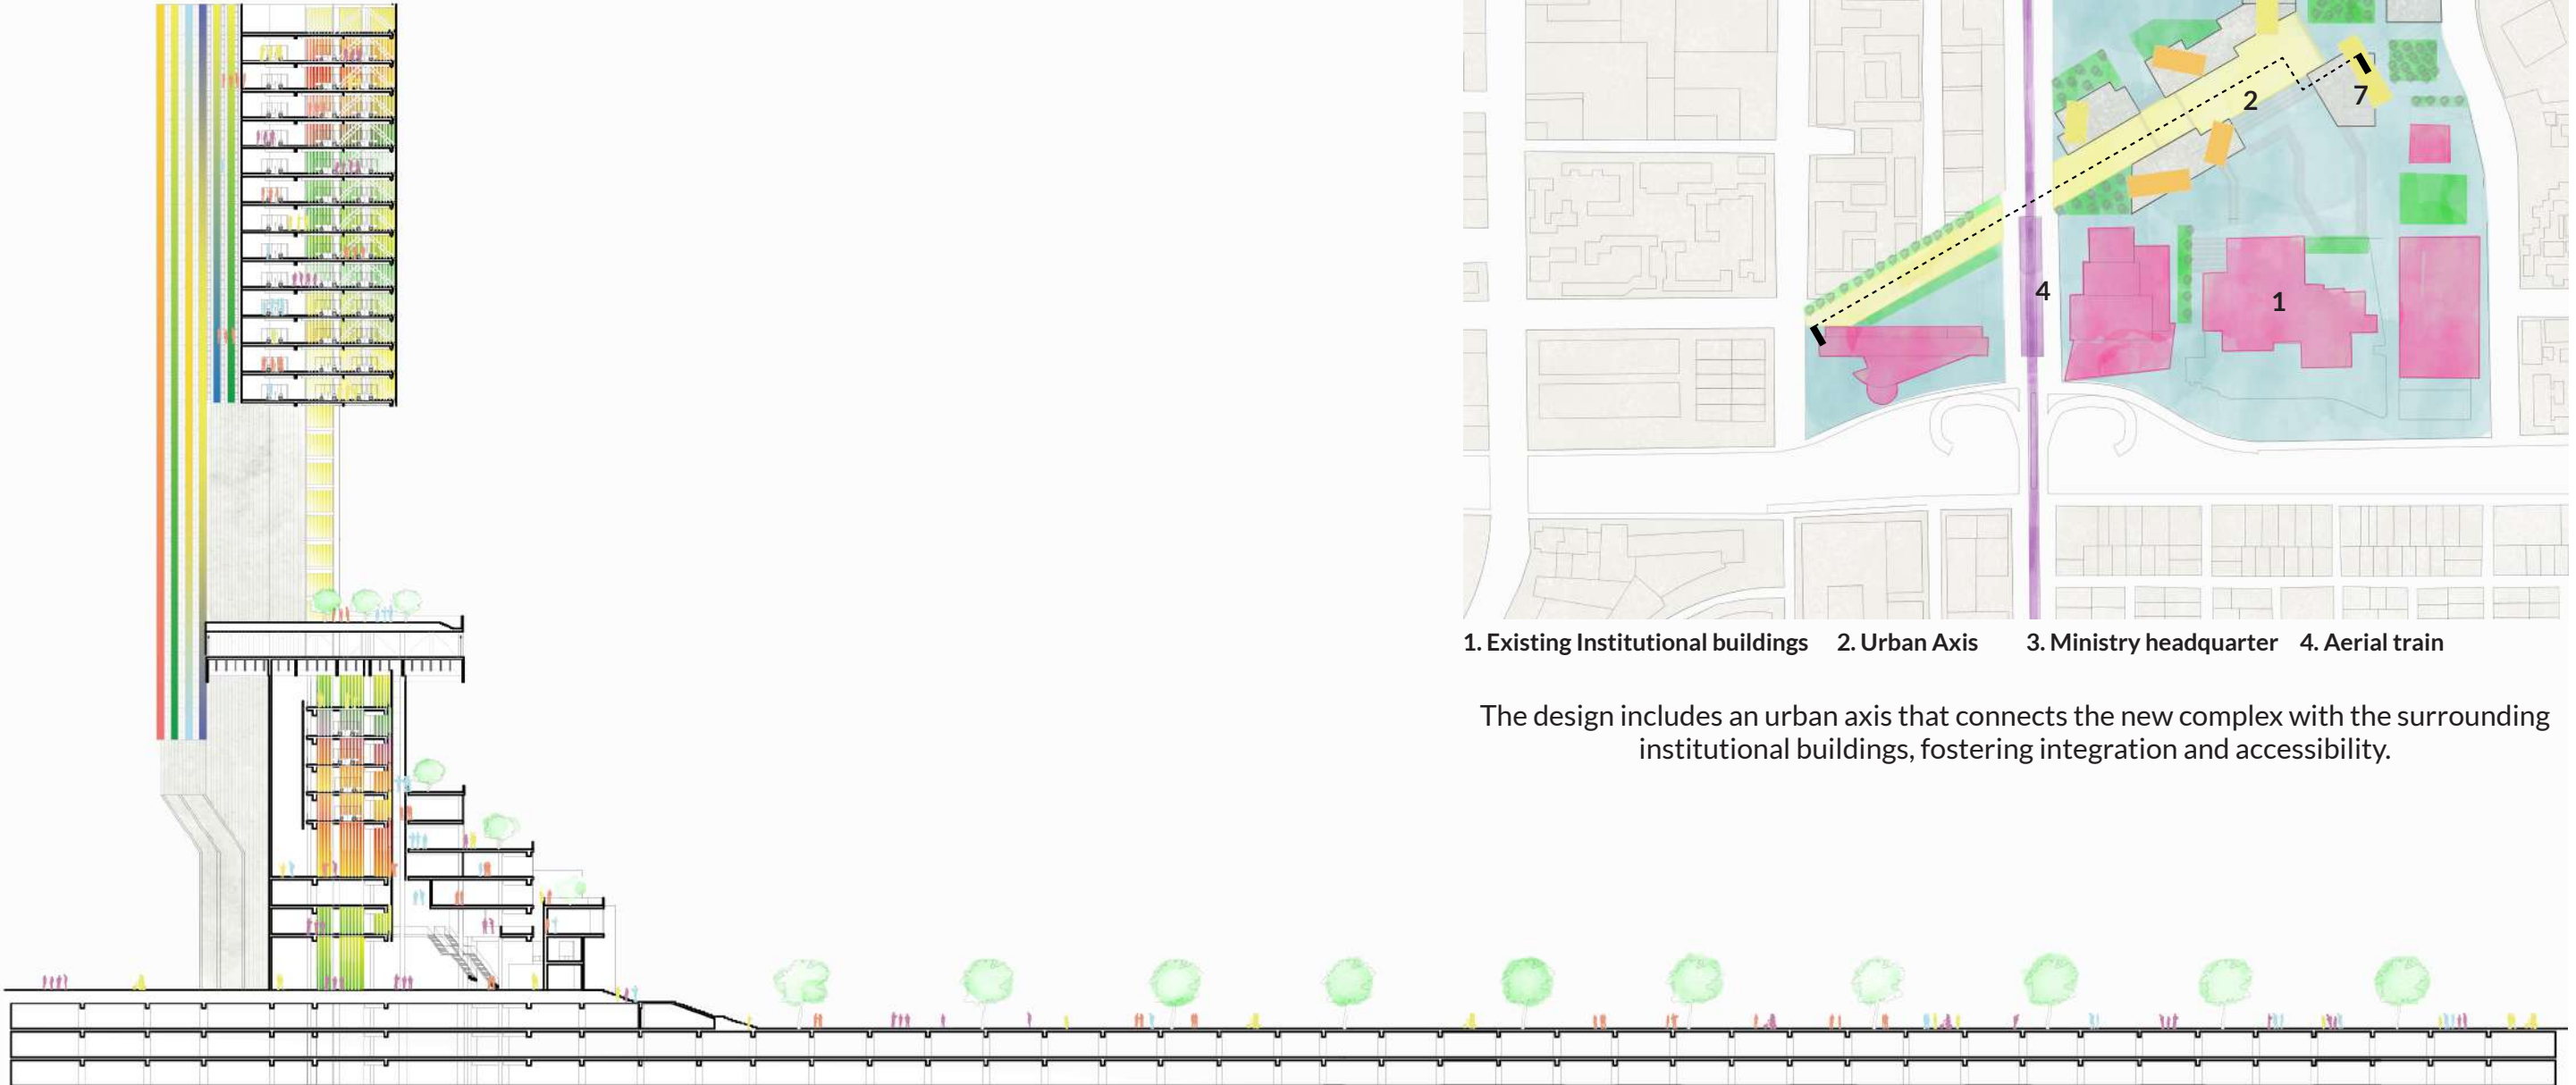 2
7
4
1
1. Existing Institutional buildings 2. Urban Axis 3. Ministry headquarter 4. Aerial train
The design includes an urban axis that connects the new complex with the surrounding
institutional buildings, fostering integration and accessibility.